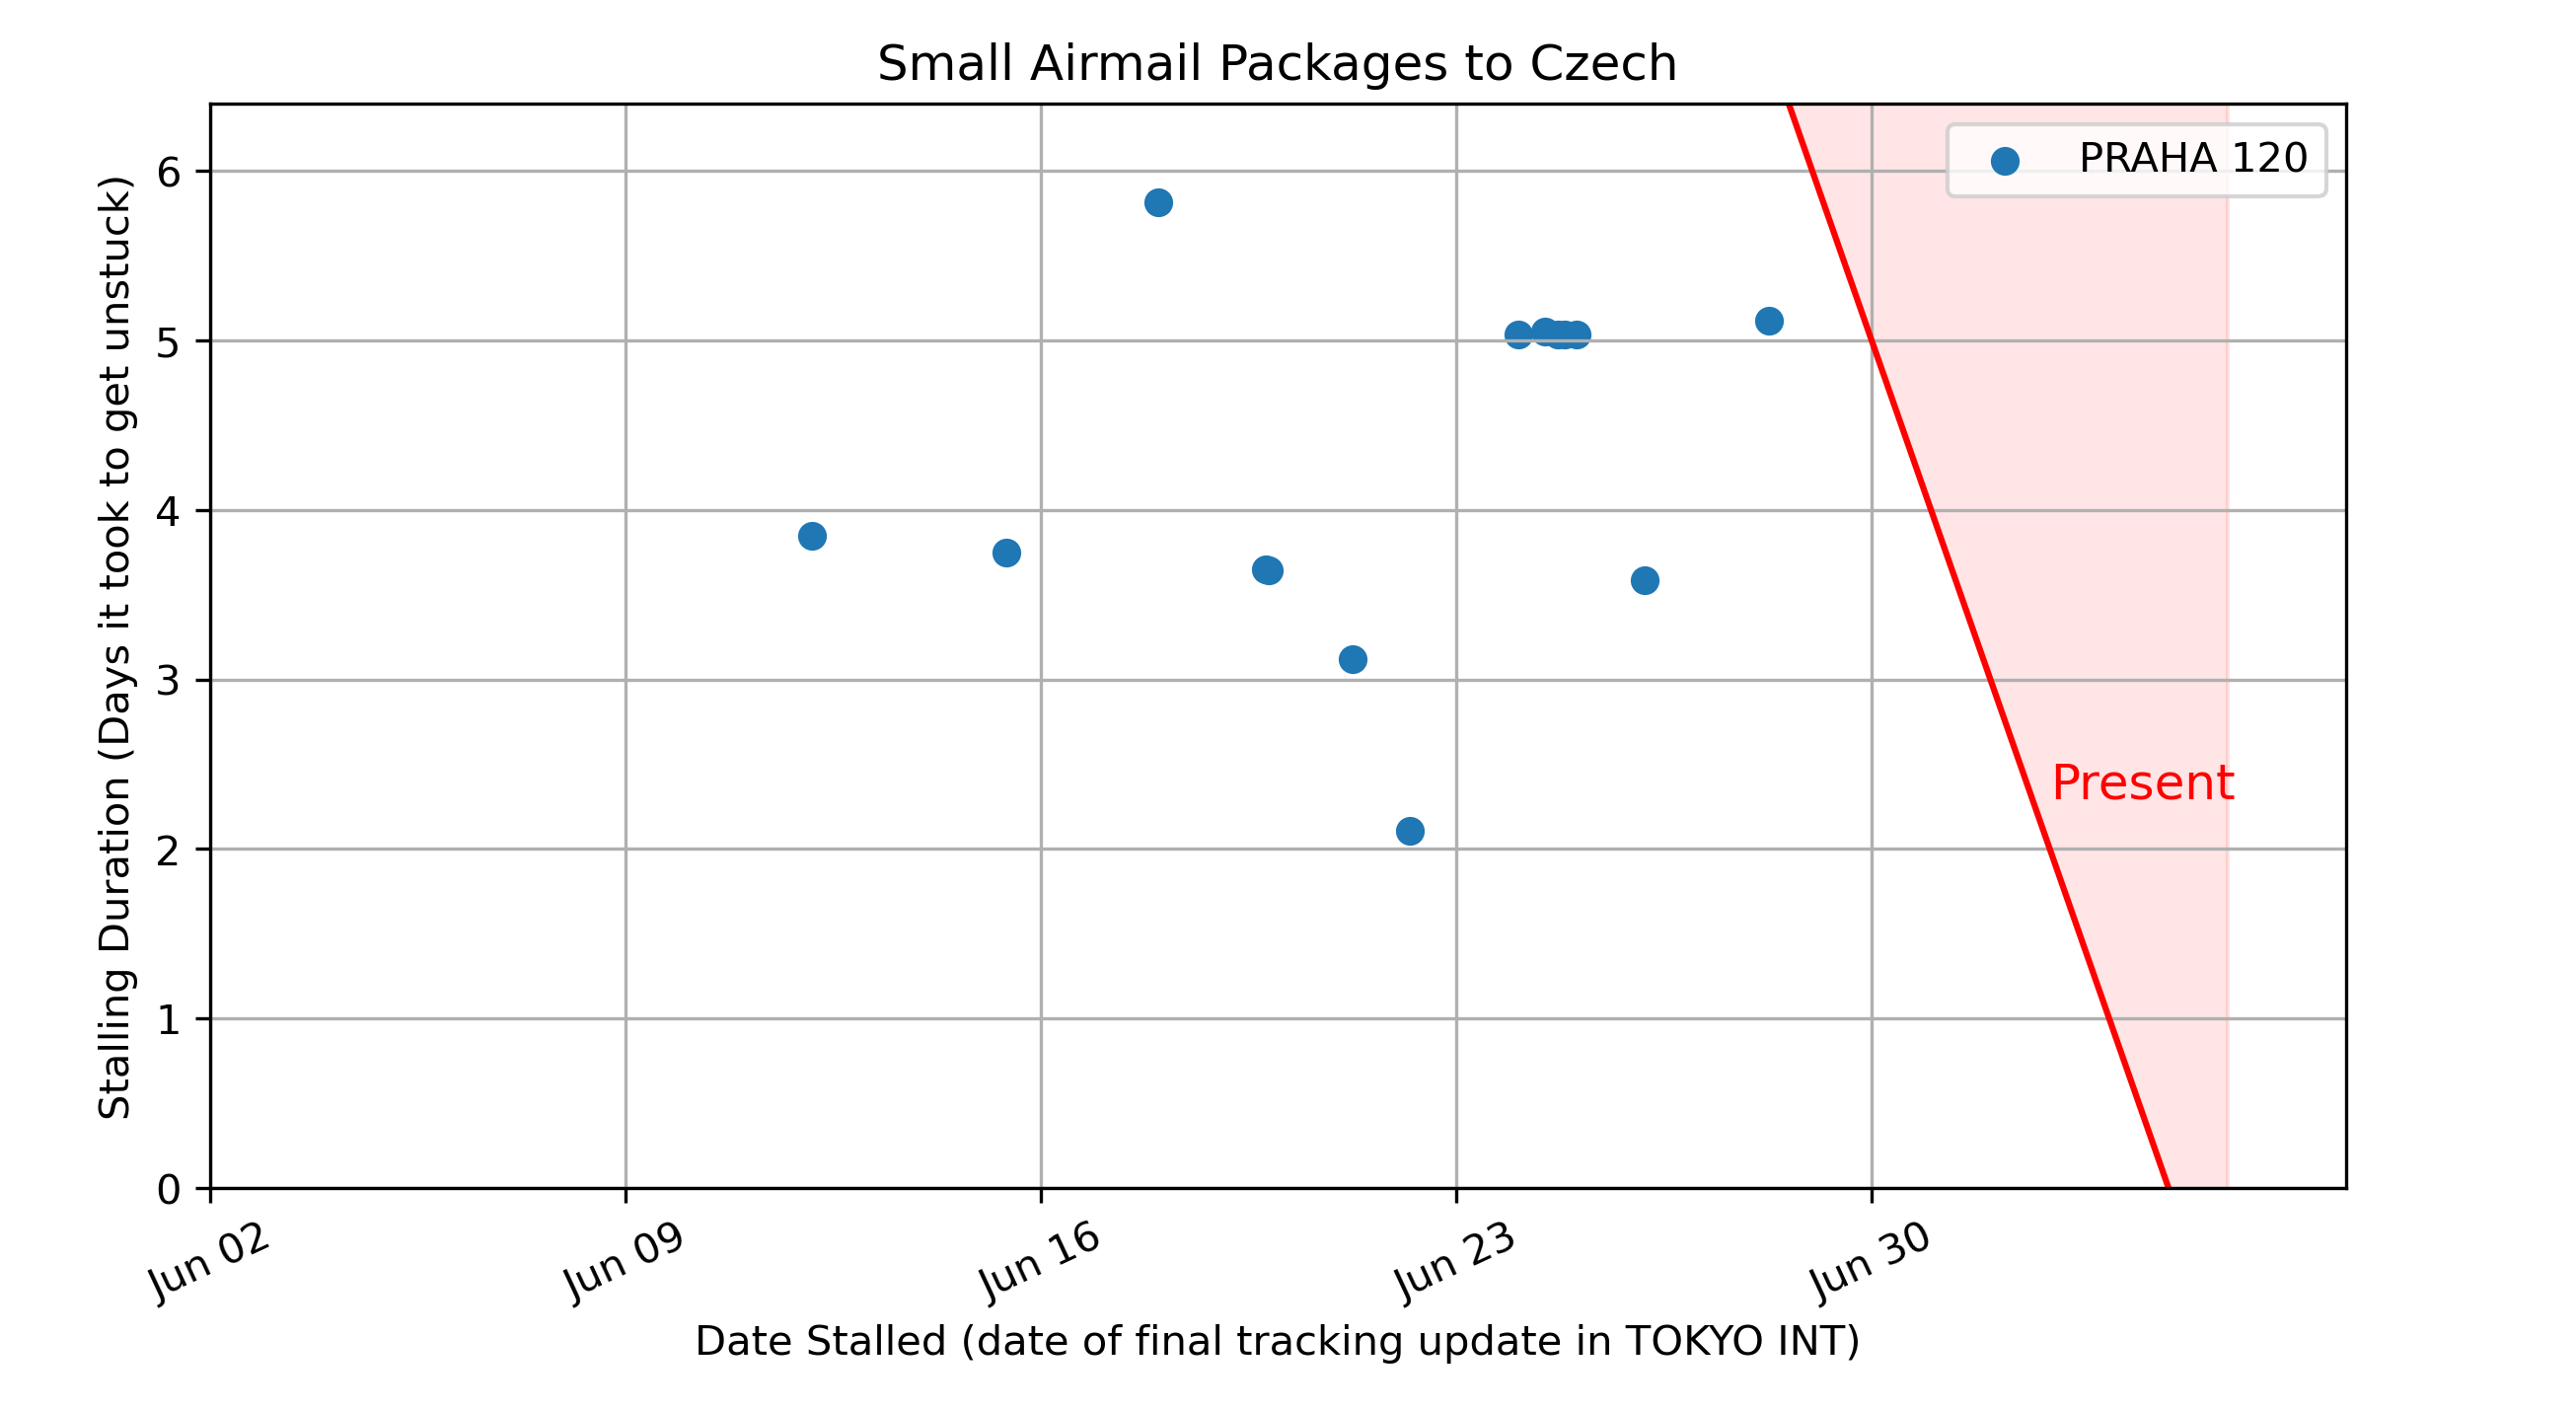 Small Airmail Packages to Czech
PRAHA 120
6
5
4
3
2
1
0
Stalling Duration (Days it took to get unstuck)
Present
Jun 02
Jun 09
Jun 16
Jun 23
Jun 30
Date Stalled (date of final tracking update in TOKYO INT)